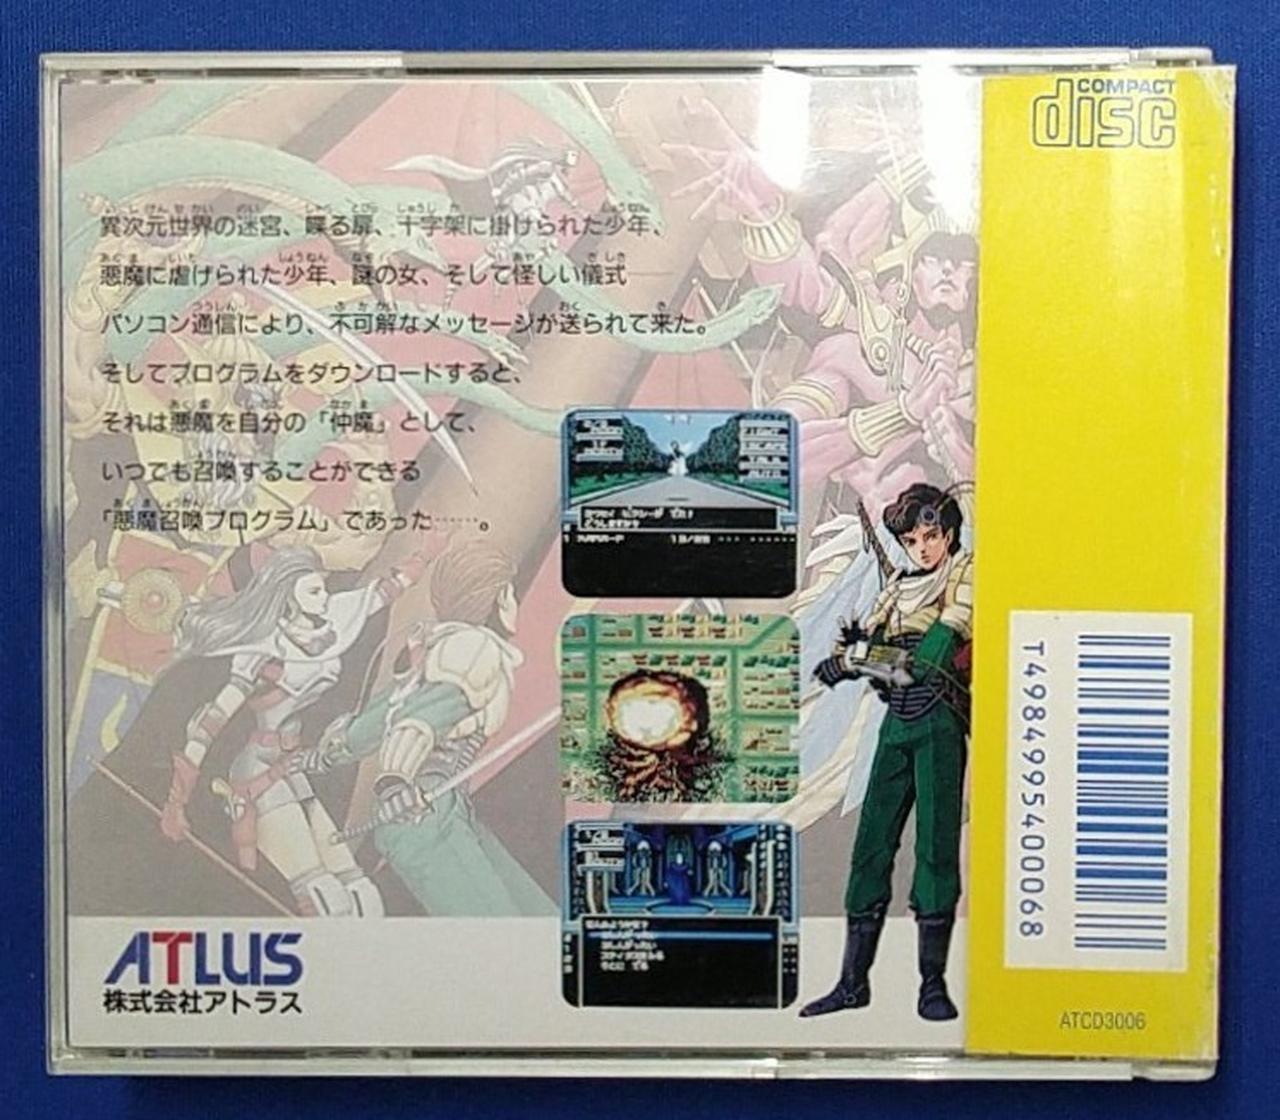 異次元世界の迷宮、喋る扉、十字架に掛けられた少年、
悪魔に虐げられた少年、謎の女、そして怪しい儀式──
パソコン通信により、不可解なメッセージが送られて来た。
そしてプログラムをダウンロードすると、
それは悪魔を自分の「仲魔」として、
いつでも召喚することができる
「悪魔召喚プログラム」であった……。
ATLUS
株式会社アトラス
COMPACT
disc
T4984995400068
ATCD3006